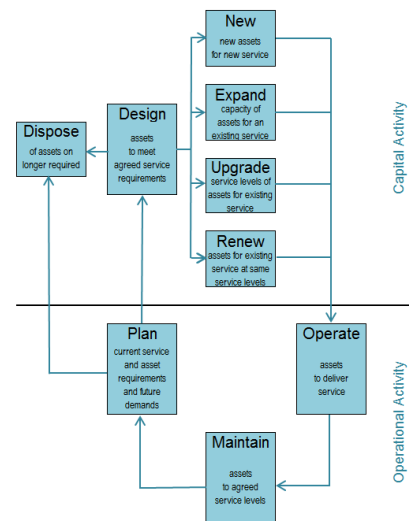 New
new assets
for new service
Expand
capacity of
assets for an
existing service
Upgrade
service levels of
assets for existing
service
Renew
assets for existing
service at same
service levels
Design
assets
to meet
agreed service
requirements
Dispose
of assets on
longer required
Capital Activity
Plan
current service
and asset
requirements
and future
demands
Operate
assets
to deliver
service
Maintain
assets
to agreed
service levels
Operational Activity